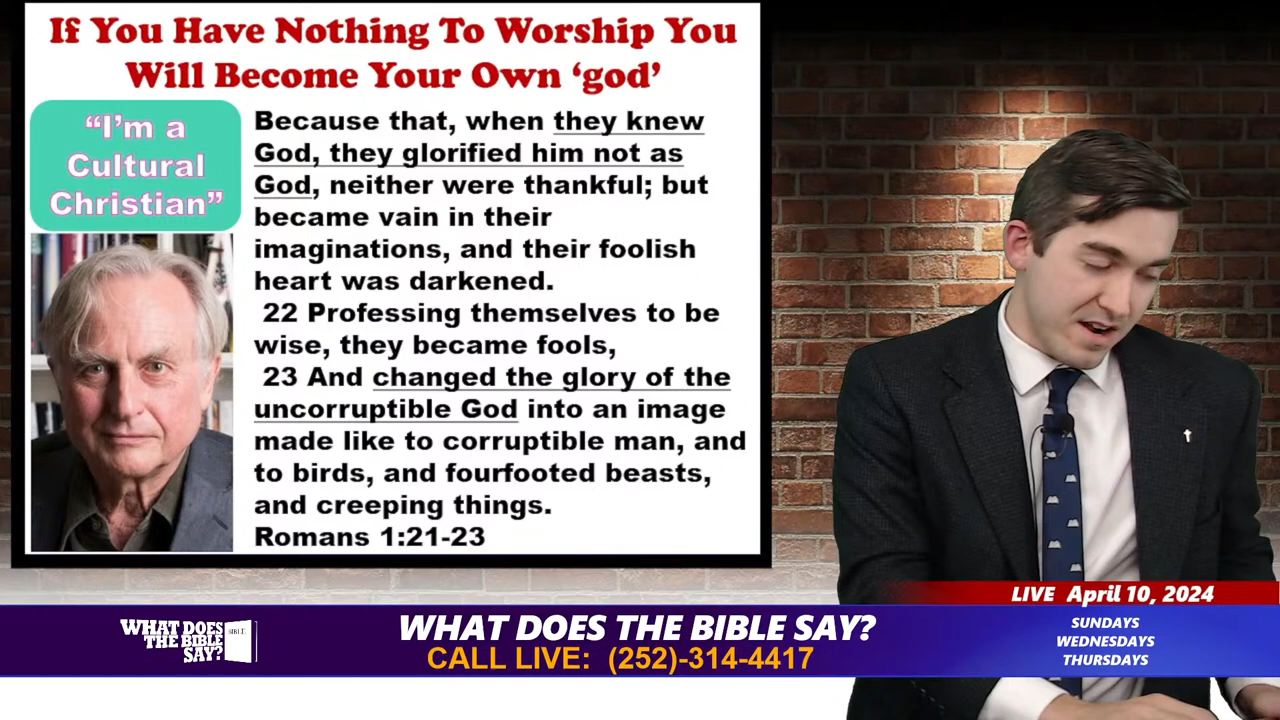 If You Have Nothing To Worship You
Will Become Your Own ‘god’
“I’m a
Cultural
Christian”
Because that, when they knew
God, they glorified him not as
God, neither were thankful; but
became vain in their
imaginations, and their foolish
heart was darkened.
22 Professing themselves to be
wise, they became fools,
23 And changed the glory of the
uncorruptible God into an image
made like to corruptible man, and
to birds, and fourfooted beasts,
and creeping things.
Romans 1:21-23
LIVE April 10, 2024
WHAT DOES
THE BIBLE
SAY?
BIBLE
WHAT DOES THE BIBLE SAY?
CALL LIVE: (252)-314-4417
SUNDAYS
WEDNESDAYS
THURSDAYS